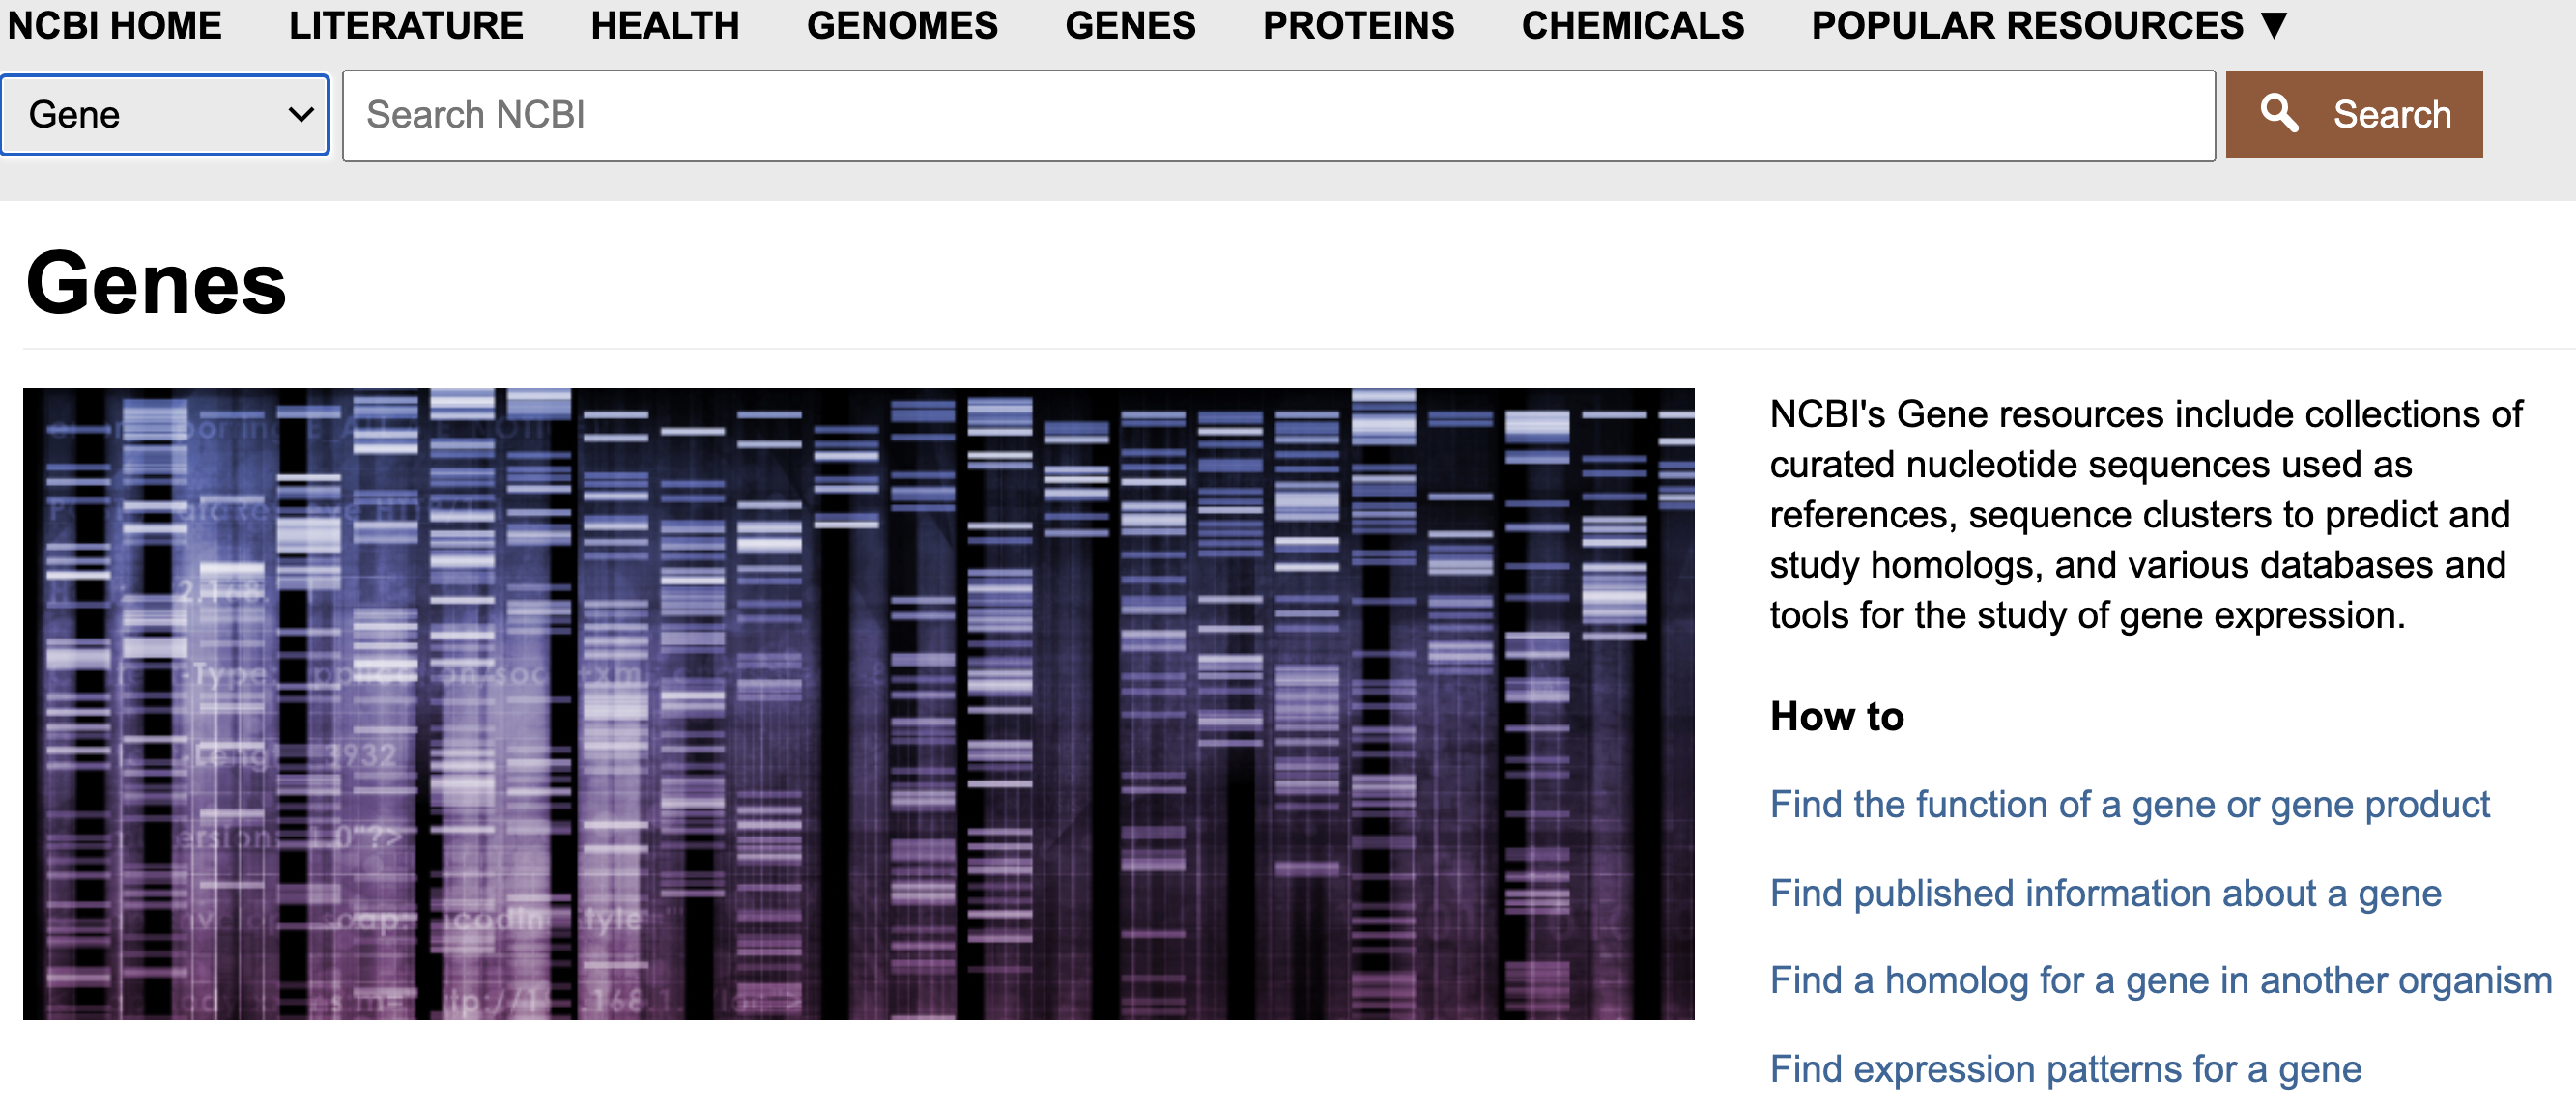 NCBI HOME LITERATURE HEALTH GENOMES GENES PROTEINS CHEMICALS POPULAR RESOURCES ▼
Gene Search NCBI Search
Genes
NCBI's Gene resources include collections of
curated nucleotide sequences used as
references, sequence clusters to predict and
study homologs, and various databases and
tools for the study of gene expression.
How to
Find the function of a gene or gene product
Find published information about a gene
Find a homolog for a gene in another organism
Find expression patterns for a gene